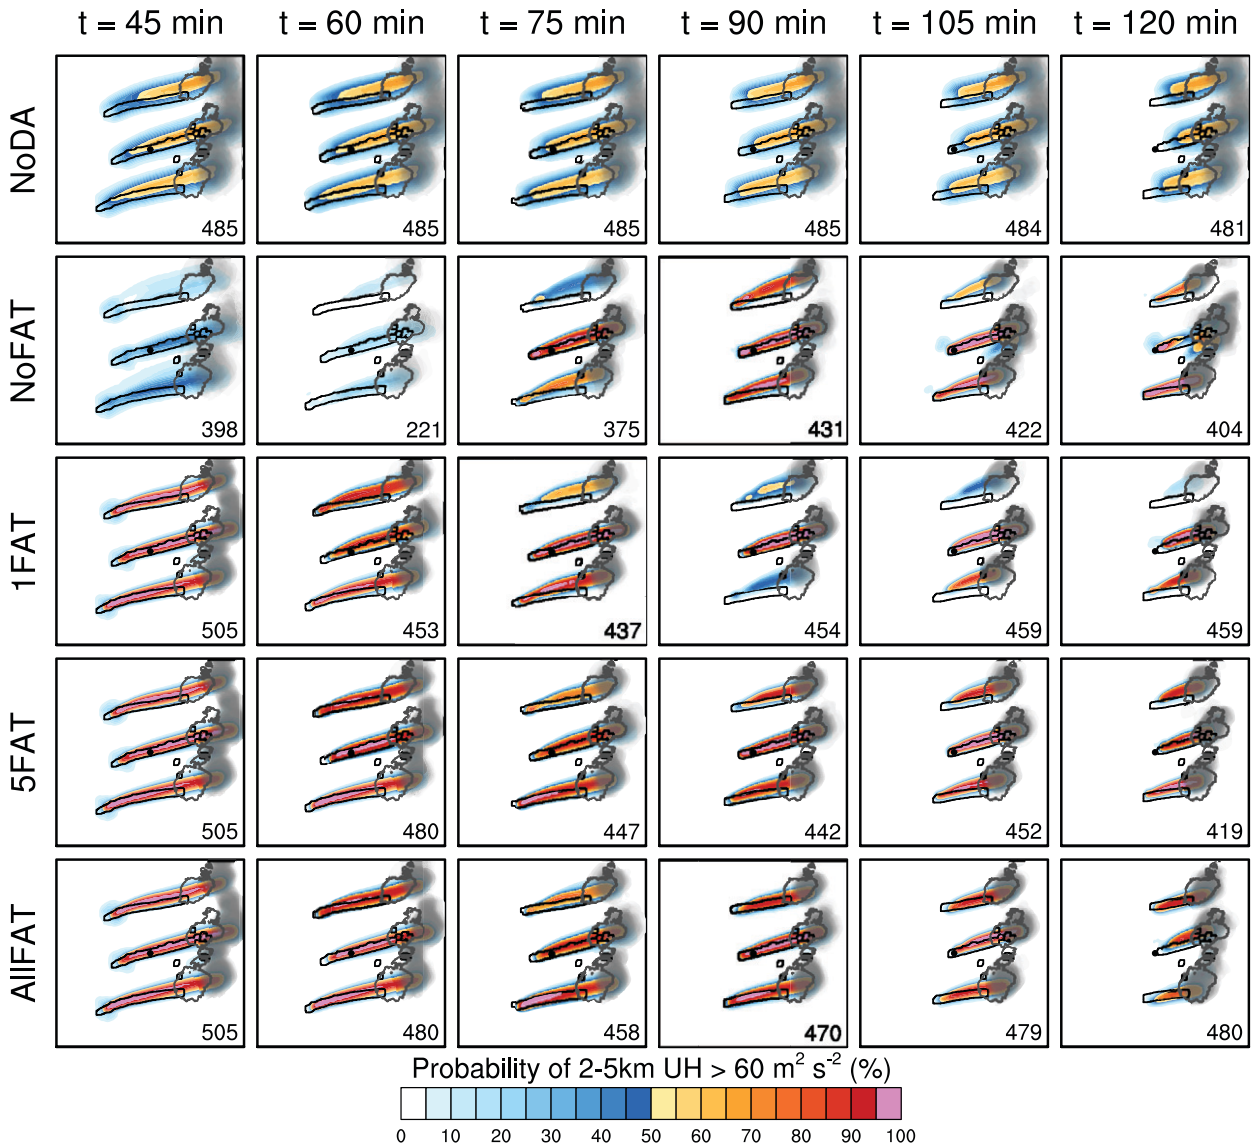 t = 45 min t = 60 min t = 75 min t = 90 min t = 105 min t = 120 min
NoDA 485 485 485 485 484 481
NoFAT 398 221 375 431 422 404
1FAT 505 453 437 454 459 459
5FAT 505 480 447 442 452 419
AllFAT 505 480 458 470 479 480
Probability of 2-5km UH > 60 m² s⁻² (%)
0 10 20 30 40 50 60 70 80 90 100